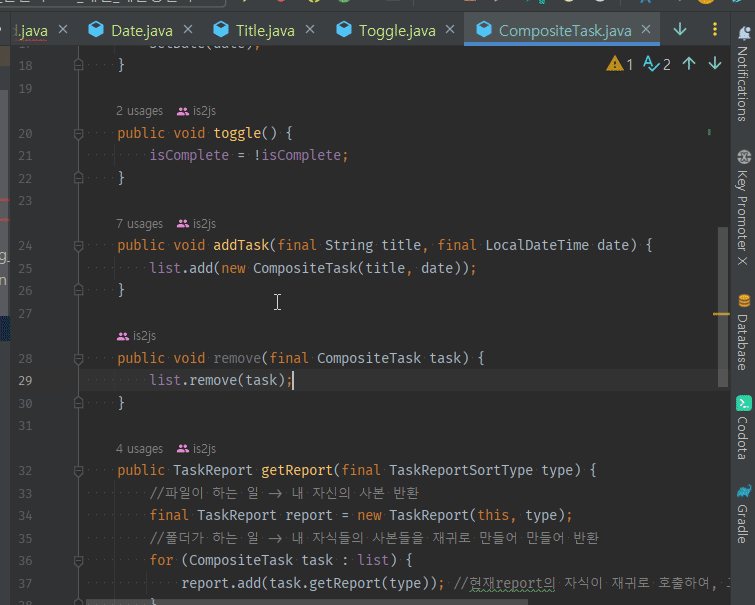 .java
Date.java
Title.java
Toggle.java
CompositeTask.java
1
2
18 }
19
2 usages is2js
20 public void toggle() {
21 isComplete = !isComplete;
22 }
23
7 usages is2js
24 public void addTask(final String title, final LocalDateTime date) {
25 list.add(new CompositeTask(title, date));
26 }
27
is2js
28 public void remove(final CompositeTask task) {
29 list.remove(task);
30 }
31
4 usages is2js
32 public TaskReport getReport(final TaskReportSortType type) {
33 //파일이 하는 일 -> 내 자신의 사본 반환
34 final TaskReport report = new TaskReport(this, type);
35 //폴더가 하는 일 -> 내 자식들의 사본들을 재귀로 만들어 만들어 반환
36 for (CompositeTask task : list) {
37 report.add(task.getReport(type)); //현재report의 자식이 재귀로 호출하여,
38 }
Notifications
Key Promoter X
Database
Codota
Gradle